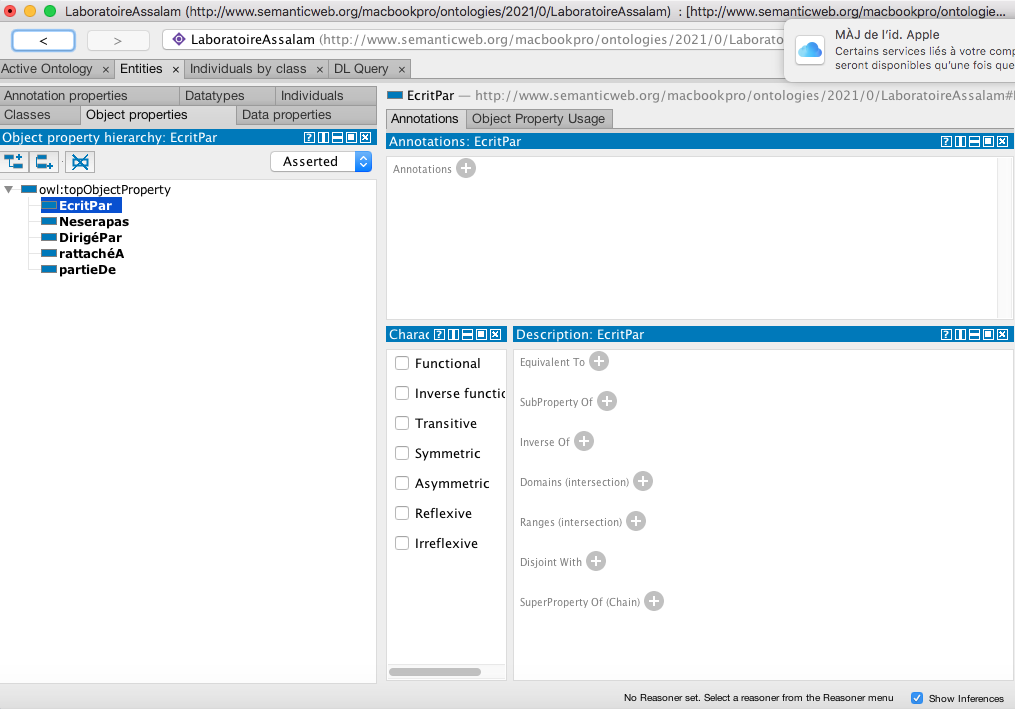 LaboratoireAssalam (http://www.semanticweb.org/macbookpro/ontologies/2021/0/LaboratoireAssalam) : [http://www.semanticweb.org/macbookpro/ontologie...
< > LaboratoireAssalam (http://www.semanticweb.org/macbookpro/ontologies/2021/0/Laborato
MÀJ de l'id. Apple
Certains services liés à votre comp
seront disponibles qu'une fois que
Active Ontology × Entities × Individuals by class × DL Query ×
Annotation properties Datatypes Individuals
Classes Object properties Data properties
Object property hierarchy: EcritPar
Asserted
owl:topObjectProperty
EcritPar
Neserapas
DirigéPar
rattachéA
partieDe
EcritPar — http://www.semanticweb.org/macbookpro/ontologies/2021/0/LaboratoireAssalam#
Annotations Object Property Usage
Annotations: EcritPar
Annotations
Charac
Functional
Inverse functio
Transitive
Symmetric
Asymmetric
Reflexive
Irreflexive
Description: EcritPar
Equivalent To
SubProperty Of
Inverse Of
Domains (intersection)
Ranges (intersection)
Disjoint With
SuperProperty Of (Chain)
No Reasoner set. Select a reasoner from the Reasoner menu Show Inferences